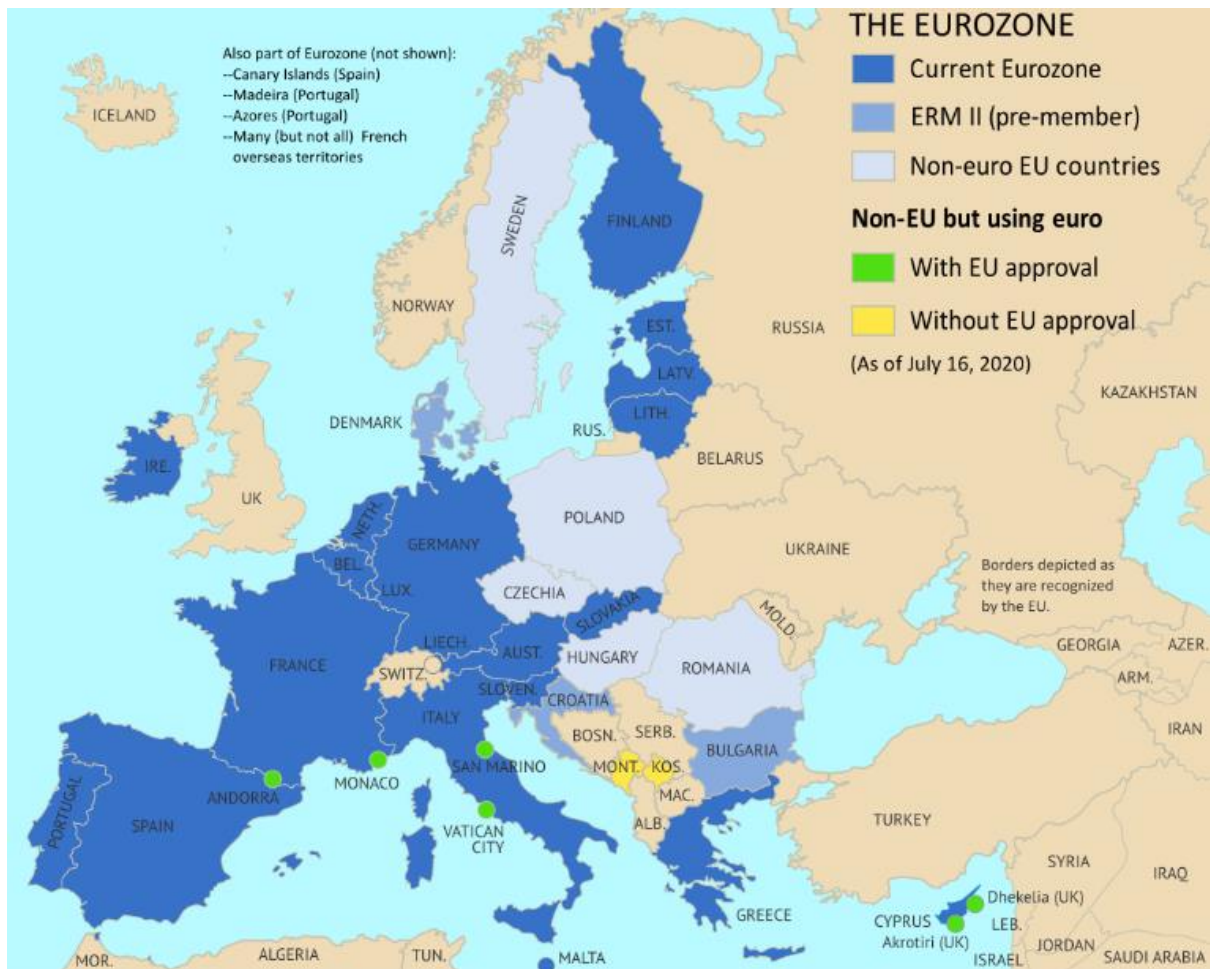 THE EUROZONE
Current Eurozone
ERM II (pre-member)
Non-euro EU countries
Non-EU but using euro
With EU approval
Without EU approval
(As of July 16, 2020)
Also part of Eurozone (not shown):
--Canary Islands (Spain)
--Madeira (Portugal)
--Azores (Portugal)
--Many (but not all) French
overseas territories
ICELAND
SWEDEN
FINLAND
NORWAY
RUSSIA
EST.
LATV.
LITH.
KAZAKHSTAN
DENMARK
RUS.
BELARUS
IRE.
UK
NETH.
BEL.
LUX.
GERMANY
POLAND
UKRAINE
Borders depicted as
they are recognized
by the EU.
CZECHIA
SLOVAKIA
MOLD.
LIECH.
AUST.
HUNGARY
ROMANIA
FRANCE
SWITZ.
SLOVEN.
CROATIA
GEORGIA
AZER.
ARM.
IRAN
ITALY
BOSN.
SERB.
BULGARIA
MONT.
KOS.
MAC.
ALB.
SAN MARINO
MONACO
ANDORRA
VATICAN
CITY
PORTUGAL
SPAIN
TURKEY
SYRIA
IRAQ
GREECE
CYPRUS
Dhekelia (UK)
Akrotiri (UK)
LEB.
ISRAEL
JORDAN
SAUDI ARABIA
MOR.
ALGERIA
TUN.
MALTA